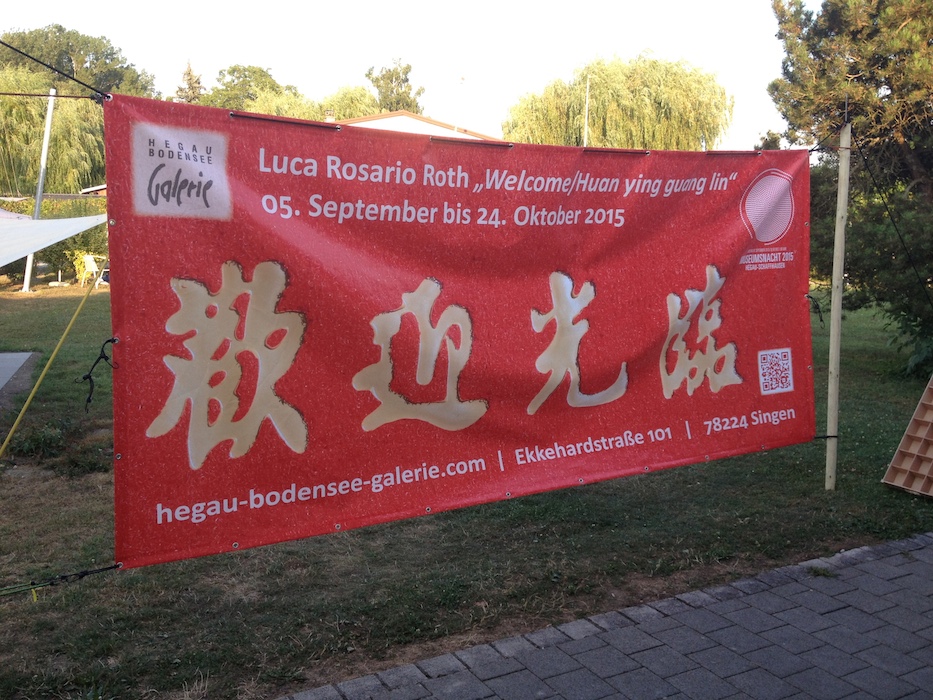 HEGAU
BODENSEE
Galerie
Luca Rosario Roth „Welcome/Huan ying guang lin“
05. September bis 24. Oktober 2015
MUSEUMSNACHT 2015
HEGAU-SCHAFFHAUSEN
歡迎光臨
hegau-bodensee-galerie.com | Ekkehardstraße 101 | 78224 Singen